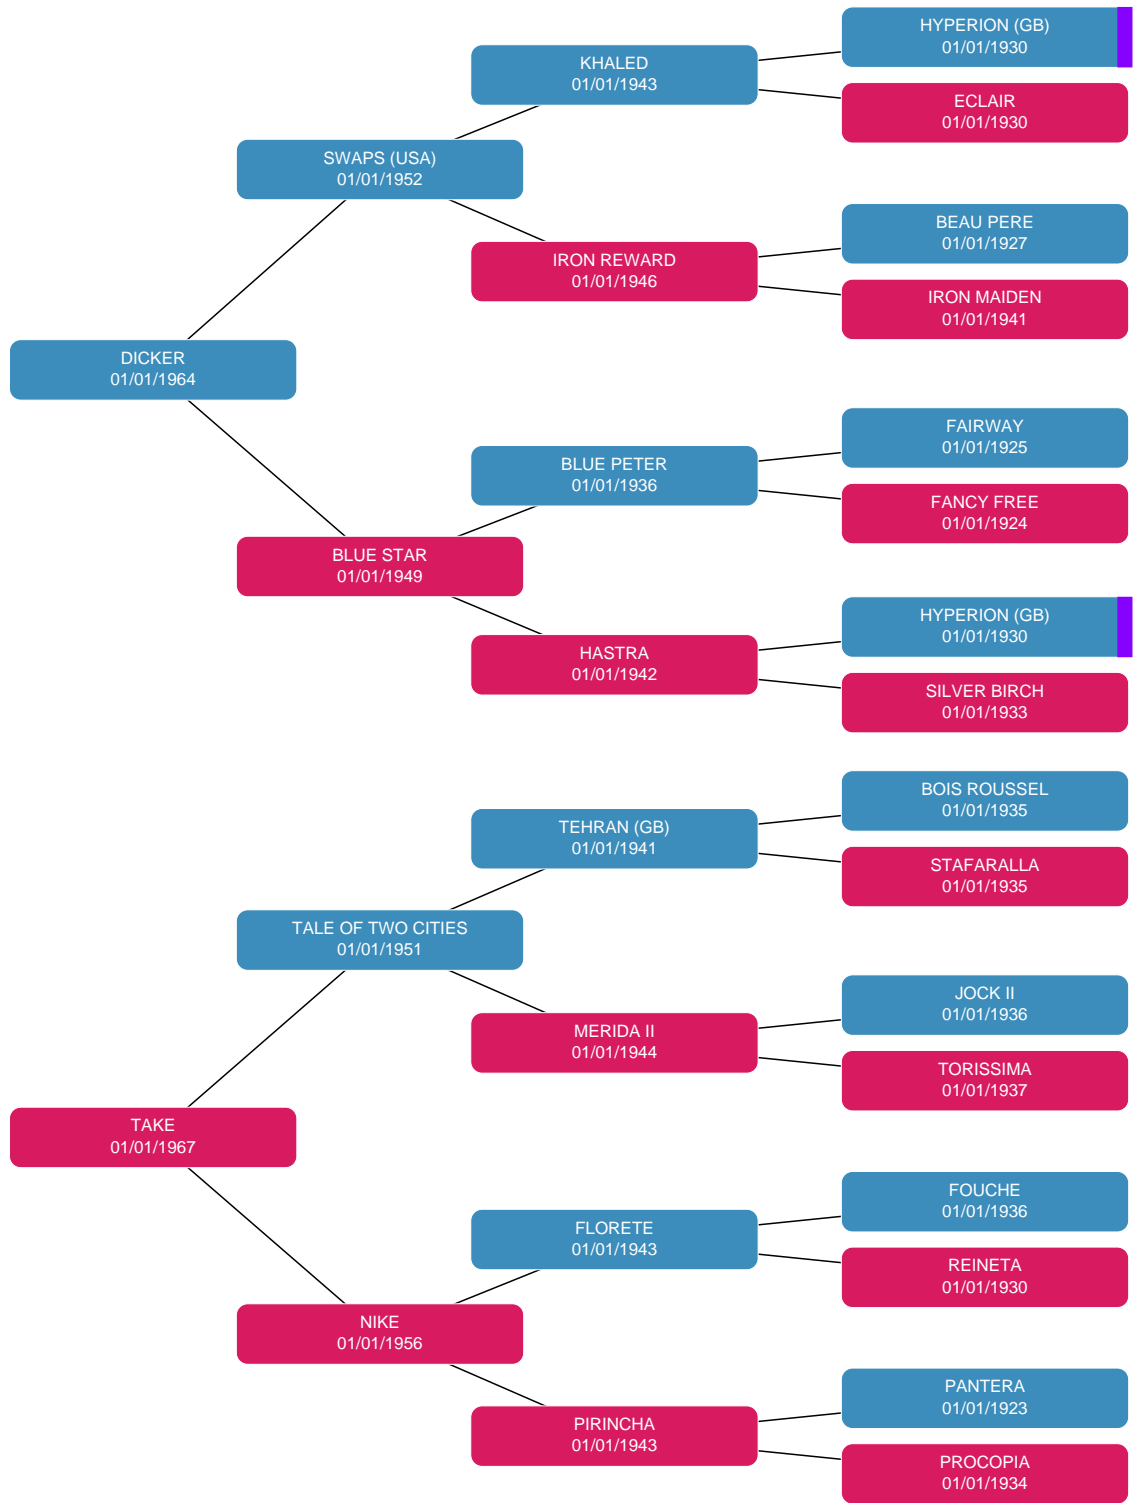 HYPERION (GB)
01/01/1930
KHALED
01/01/1943
ECLAIR
01/01/1930
SWAPS (USA)
01/01/1952
BEAU PERE
01/01/1927
IRON REWARD
01/01/1946
IRON MAIDEN
01/01/1941
DICKER
01/01/1964
FAIRWAY
01/01/1925
BLUE PETER
01/01/1936
FANCY FREE
01/01/1924
BLUE STAR
01/01/1949
HYPERION (GB)
01/01/1930
HASTRA
01/01/1942
SILVER BIRCH
01/01/1933
BOIS ROUSSEL
01/01/1935
TEHRAN (GB)
01/01/1941
STAFARALLA
01/01/1935
TALE OF TWO CITIES
01/01/1951
JOCK II
01/01/1936
MERIDA II
01/01/1944
TORISSIMA
01/01/1937
TAKE
01/01/1967
FOUCHE
01/01/1936
FLORETE
01/01/1943
REINETA
01/01/1930
NIKE
01/01/1956
PANTERA
01/01/1923
PIRINCHA
01/01/1943
PROCOPIA
01/01/1934